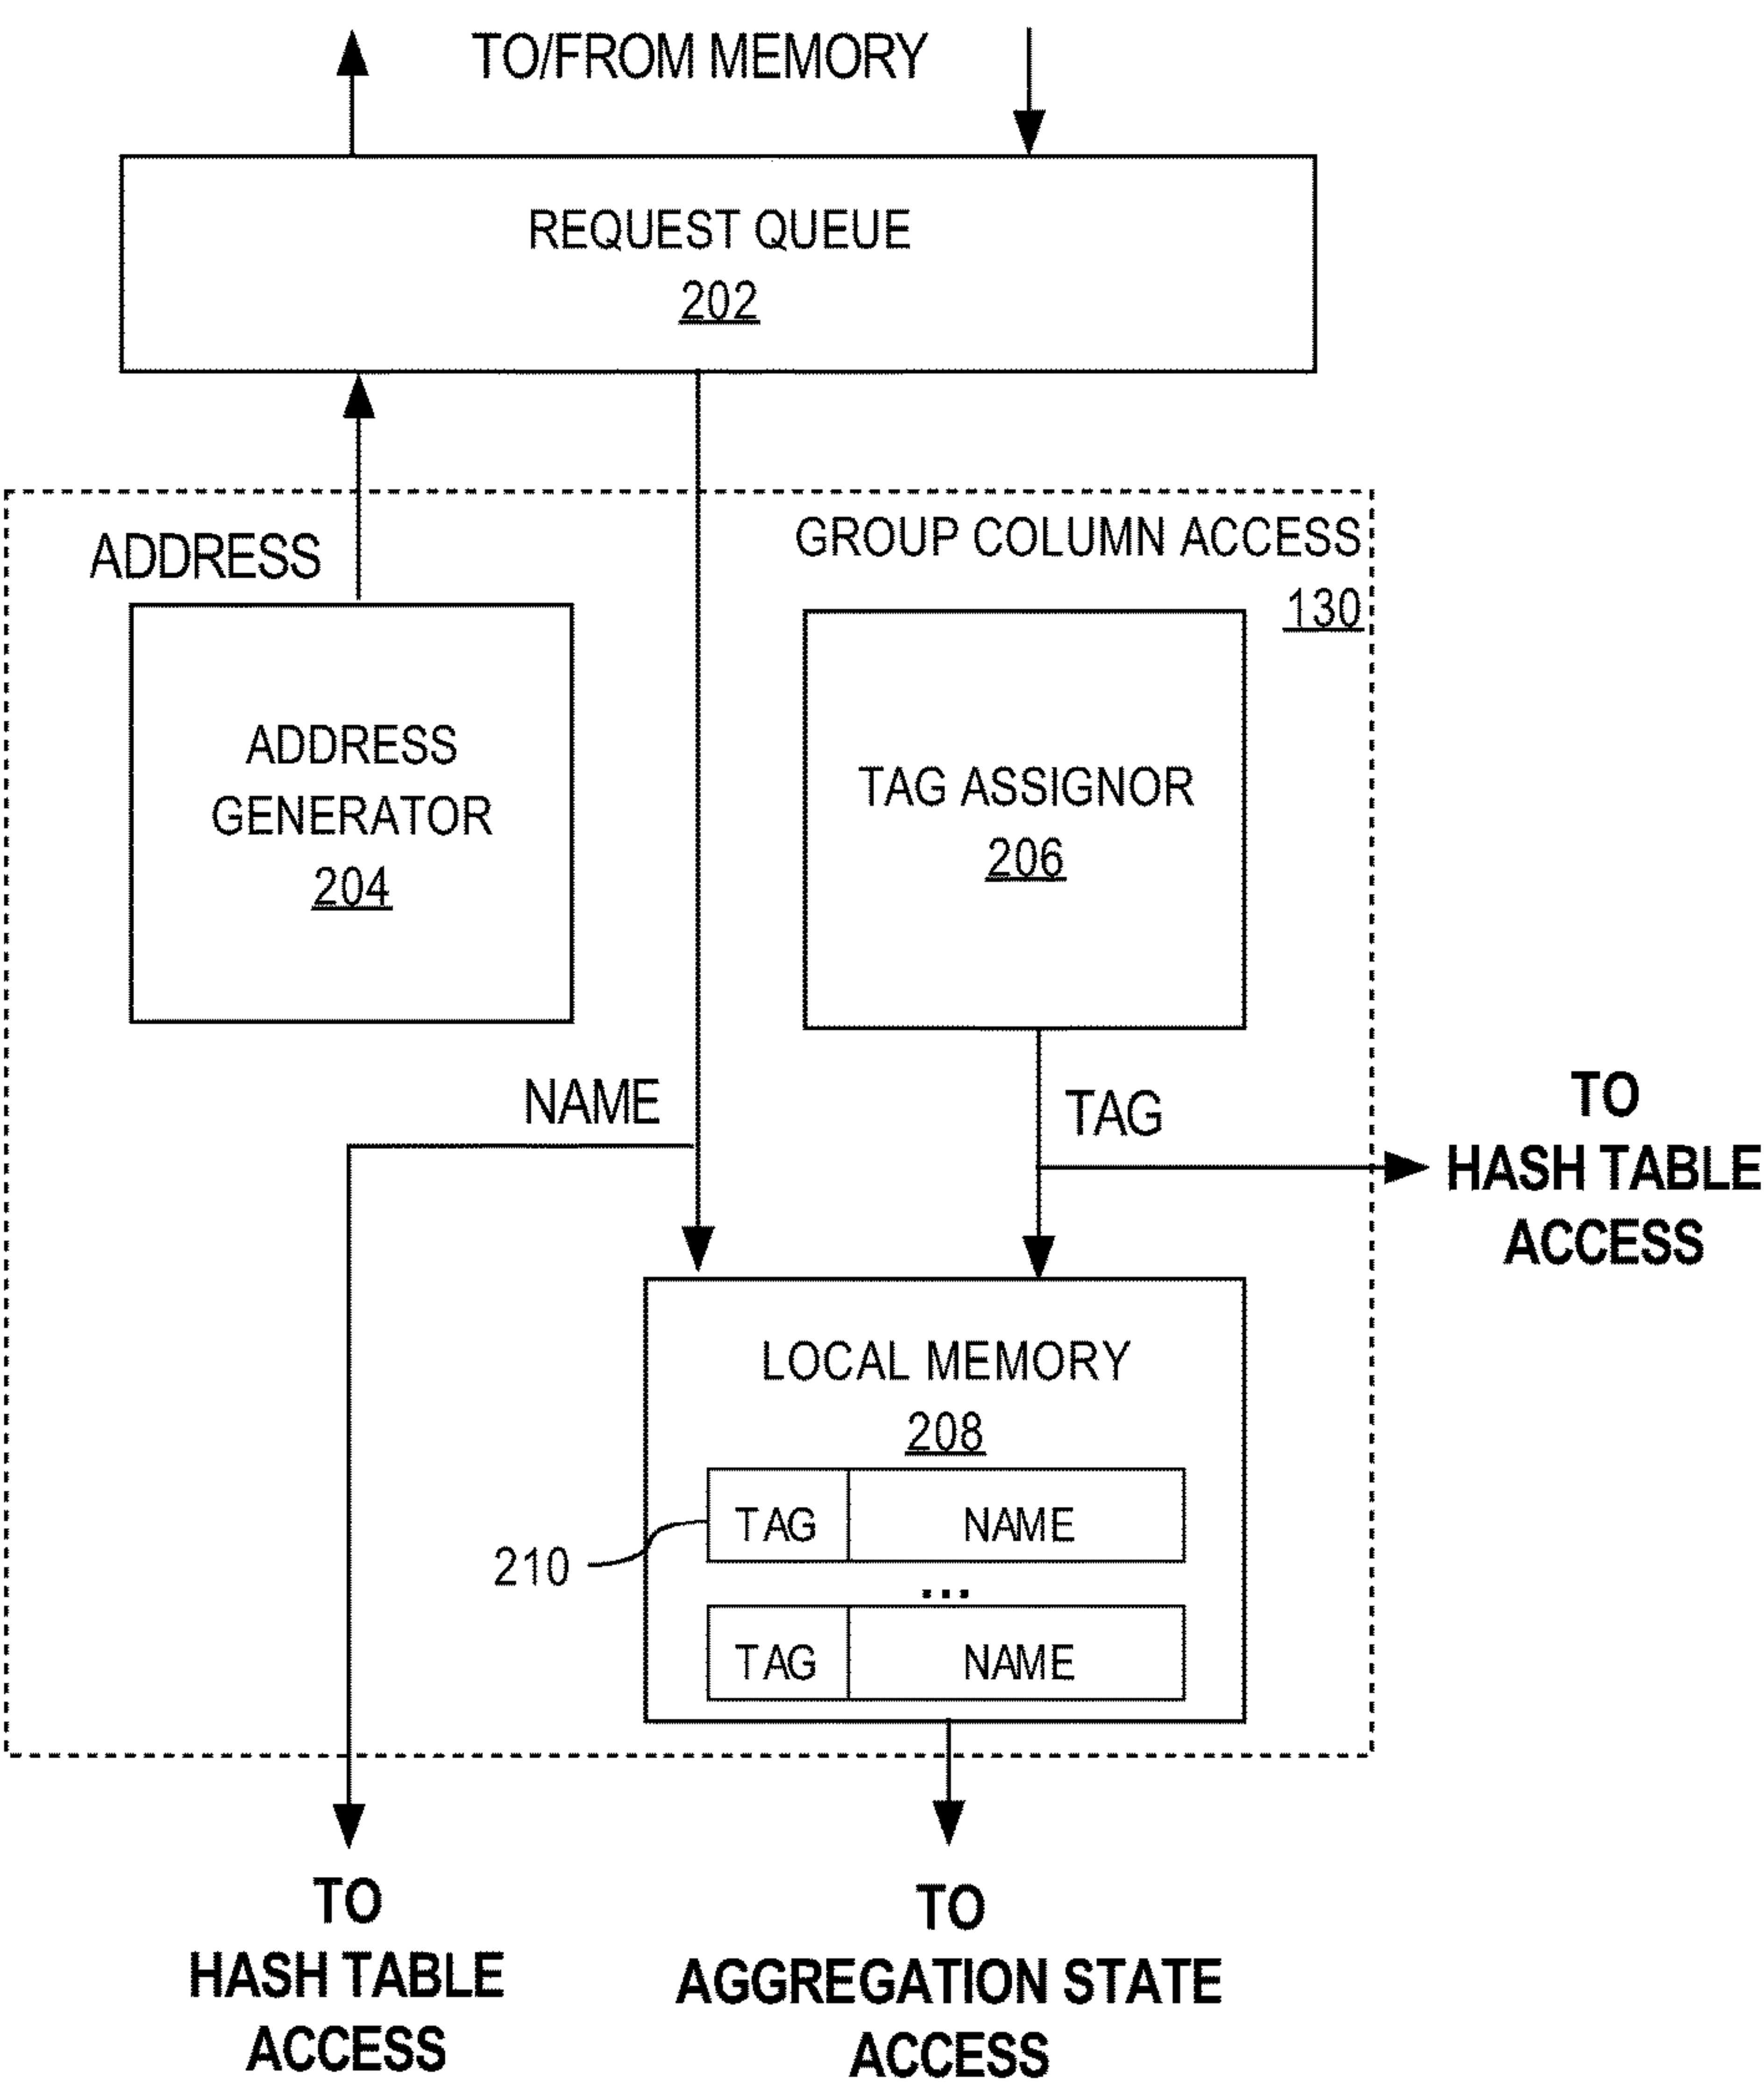 TO/FROM MEMORY
REQUEST QUEUE
202
GROUP COLUMN ACCESS
130
ADDRESS
ADDRESS
GENERATOR
204
TAG ASSIGNOR
206
NAME
TAG
TO
HASH TABLE
ACCESS
LOCAL MEMORY
208
TAG NAME
210
...
TAG NAME
TO
HASH TABLE
ACCESS
TO
AGGREGATION STATE
ACCESS